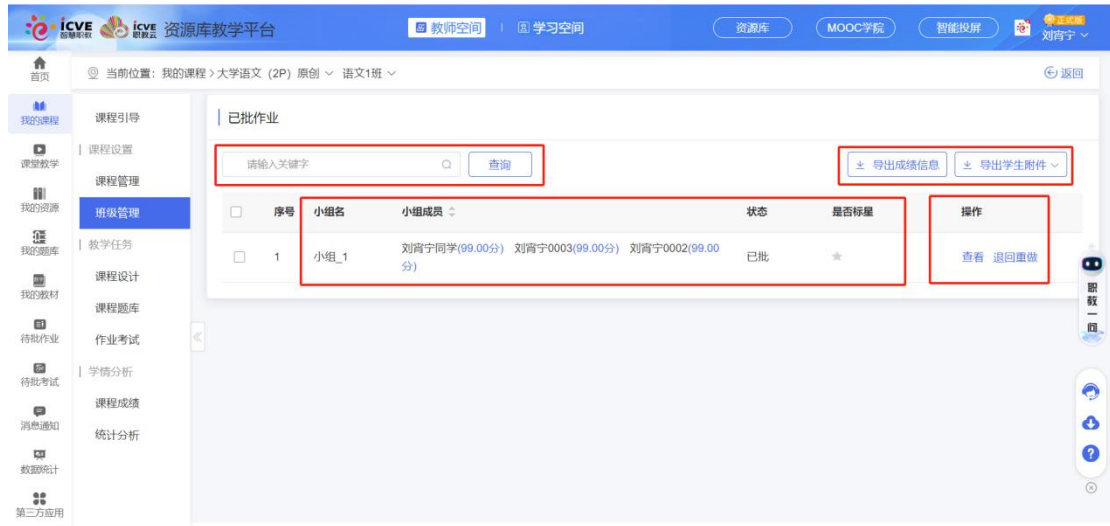 icve 智慧职教 icve 职教云 资源库教学平台 教师空间 学习空间 资源库 MOOC学院 智能投屏 正式版 刘宵宁
首页 当前位置：我的课程 > 大学语文（2P）原创 语文1班 返回
我的课程
课堂教学
我的资源
我的题库
我的教材
待批作业
待批考试
消息通知
数据统计
第三方应用
课程引导
课程设置
课程管理
班级管理
教学任务
课程设计
课程题库
作业考试
学情分析
课程成绩
统计分析
已批作业
请输入关键字 查询 导出成绩信息 导出学生附件
序号 小组名 小组成员 状态 是否标星 操作
1 小组_1 刘宵宁同学(99.00分) 刘宵宁0003(99.00分) 刘宵宁0002(99.00
分) 已批 查看 退回重做
职教一问